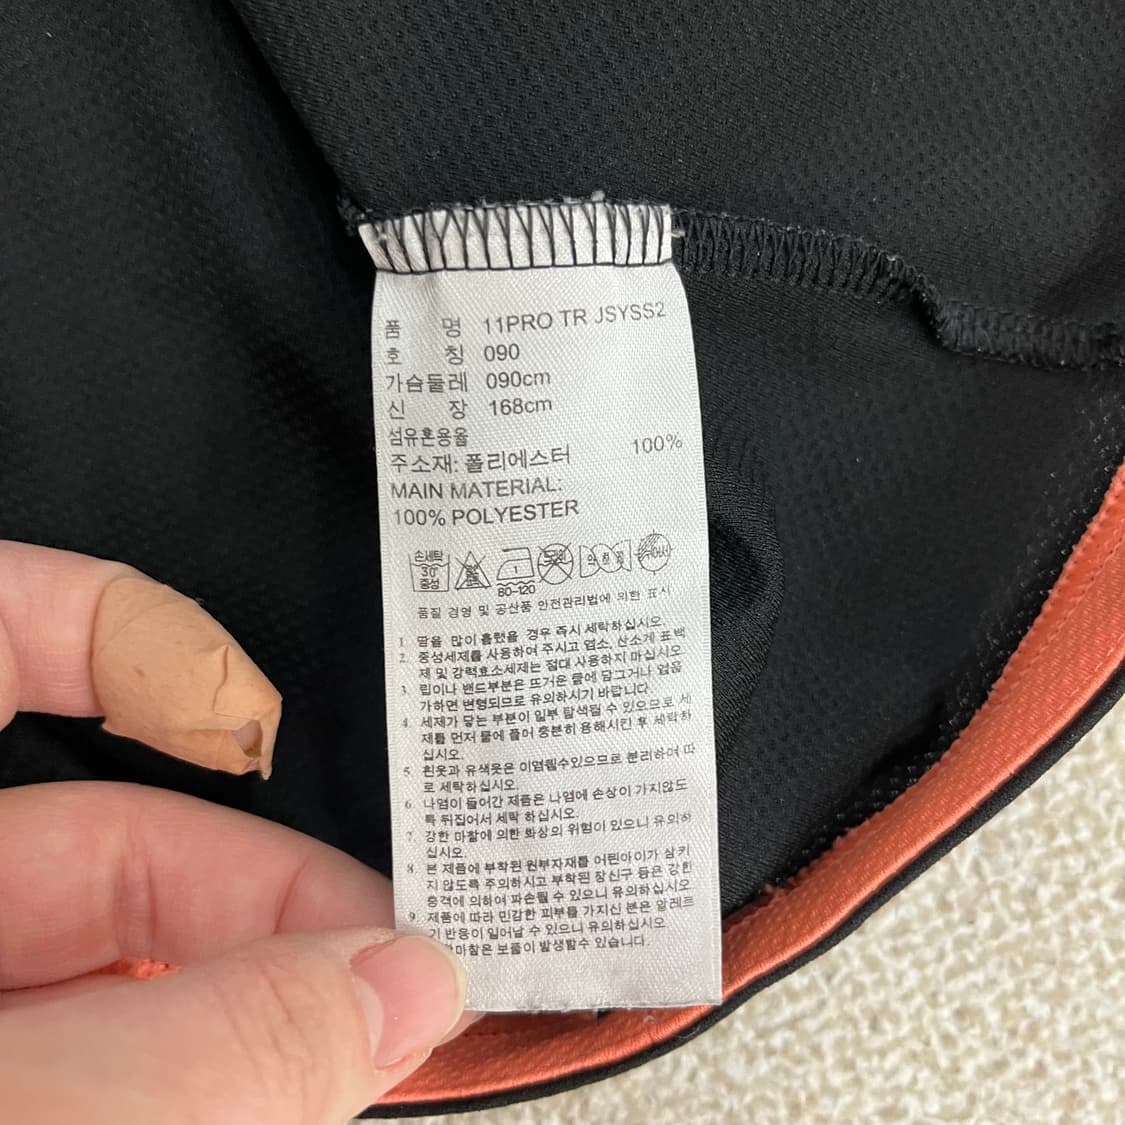 품 명 11PRO TR JSYSS2
호 칭 090
가슴둘레 090cm
신 장 168cm
섬유혼용율
주소재: 폴리에스터 100%
MAIN MATERIAL:
100% POLYESTER
손세탁
30
중성
80-120
품질 경영 및 공산품 안전관리법에 의한 표시
1 땀을 많이 흘렸을 경우 즉시 세탁하십시오.
2. 중성세제를 사용하여 주시고 염소, 산소계 표백
제 및 강력효소세제는 절대 사용하지 마십시오
3. 립이나 밴드부분은 뜨거운 물에 담그거나 열을
가하면 변형되므로 유의하시기 바랍니다.
4 세제가 닿는 부분이 일부 탈색될 수 있으므로 세
제를 먼저 물에 풀어 충분히 용해시킨 후 세탁하
십시오.
5 흰옷과 유색옷은 이염될수있으므로 분리하여 따
로 세탁하십시오.
6. 나염이 들어간 제품은 나염에 손상이 가지않도
록 뒤집어서 세탁 하십시오.
7. 강한 마찰에 의한 화상의 위험이 있으니 유의하
십시오.
8. 본 제품에 부착된 원부자재를 어린아이가 삼키
지 않도록 주의하시고 부착된 장신구 등은 강한
충격에 의하여 파손될 수 있으니 유의하십시오
9. 제품에 따라 민감한 피부를 가지신 분은 알레르
기 반응이 일어날 수 있으니 유의하십시오
마찰은 보풀이 발생할수 있습니다.